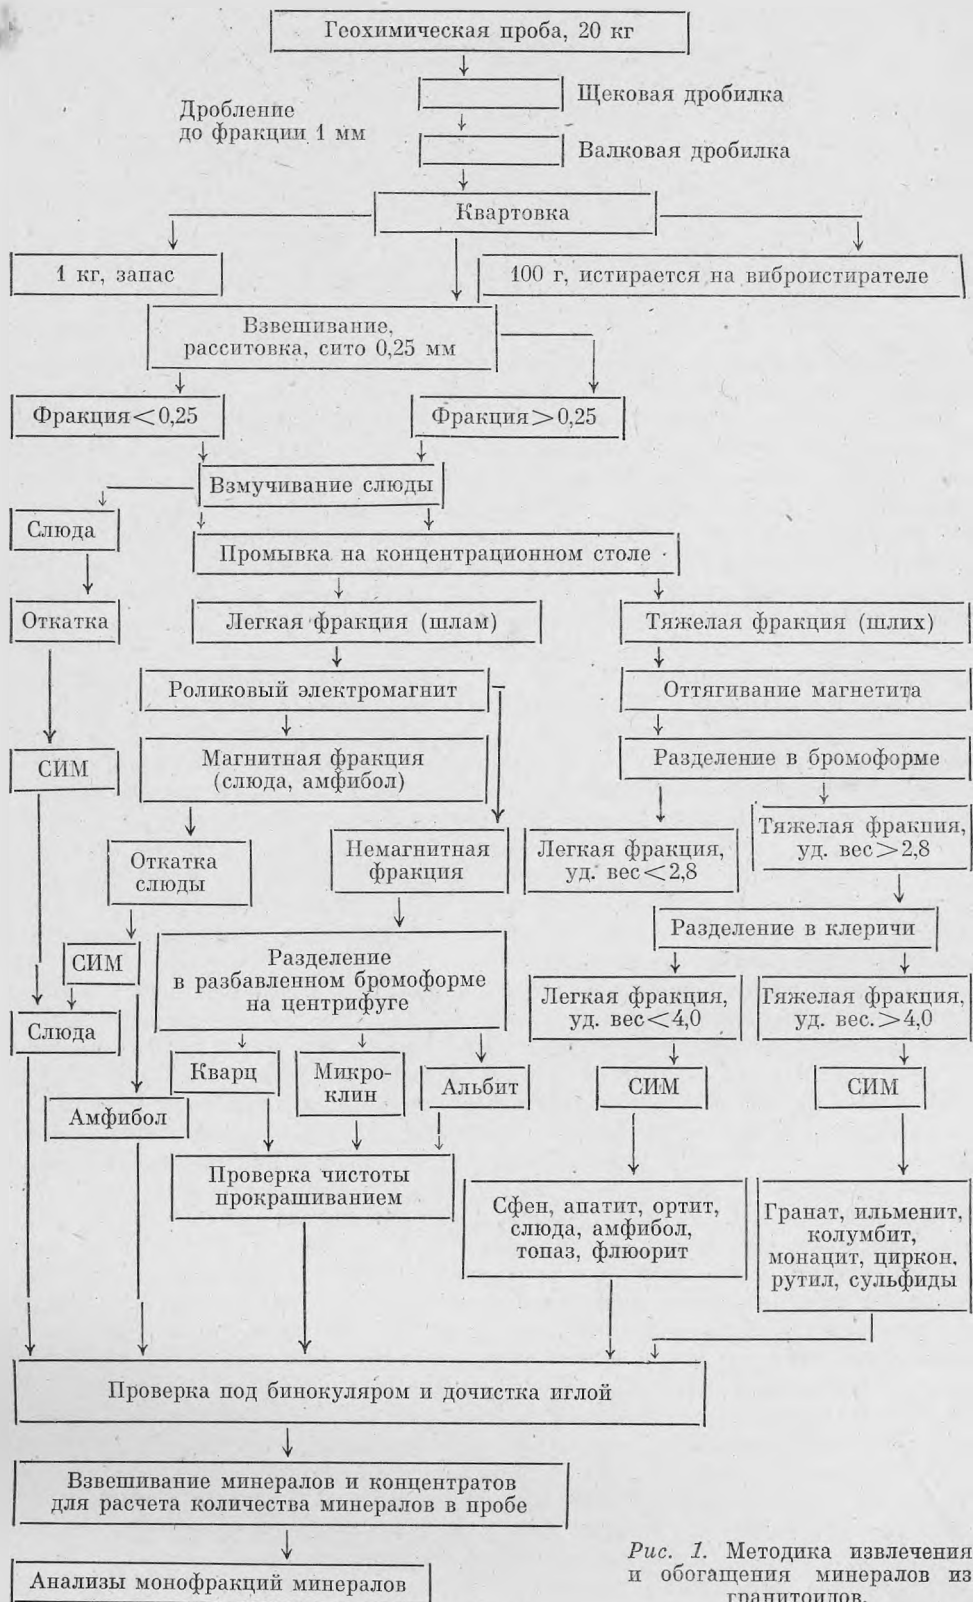 Геохимическая проба, 20 кг
Щековая дробилка
Дробление
до фракции 1 мм
Валковая дробилка
Квартовка
1 кг, запас
100 г, истирается на виброистирателе
Взвешивание,
расситовка, сито 0,25 мм
Фракция<0,25
Фракция>0,25
Взмучивание слюды
Слюда
Промывка на концентрационном столе
Откатка
Легкая фракция (шлам)
Тяжелая фракция (шлих)
Роликовый электромагнит
Оттягивание магнетита
СИМ
Магнитная фракция
(слюда, амфибол)
Разделение в бромоформе
Откатка
слюды
Немагнитная
фракция
Легкая фракция,
уд. вес<2,8
Тяжелая фракция,
уд. вес>2,8
Разделение в клеричи
СИМ
Разделение
в разбавленном бромоформе
на центрифуге
Легкая фракция,
уд. вес<4,0
Тяжелая фракция,
уд. вес.>4,0
Слюда
Кварц
Микро-
клин
Альбит
СИМ
СИМ
Амфибол
Проверка чистоты
прокрашиванием
Сфен, апатит, ортит,
слюда, амфибол,
топаз, флюорит
Гранат, ильменит,
колумбит,
монацит, циркон,
рутил, сульфиды
Проверка под бинокуляром и дочистка иглой
Взвешивание минералов и концентратов
для расчета количества минералов в пробе
Анализы монофракций минералов
Рис. 1. Методика извлечения
и обогащения минералов из
гранитоидов.